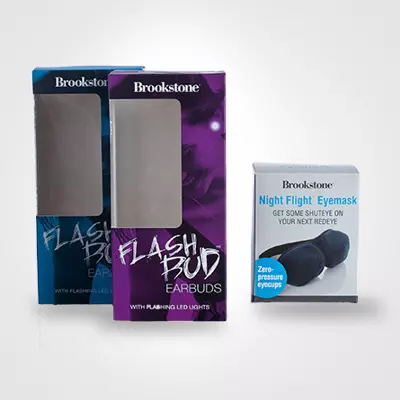 Brookstone
FLASH
BUD
EARBUDS
WITH FLASHING LED LIGHTS
Brookstone®
FLASH
BUD™
EARBUDS
WITH FLASHING LED LIGHTS
Brookstone®
Night Flight® Eyemask
GET SOME SHUTEYE ON
YOUR NEXT REDEYE
Zero-
pressure
eyecups